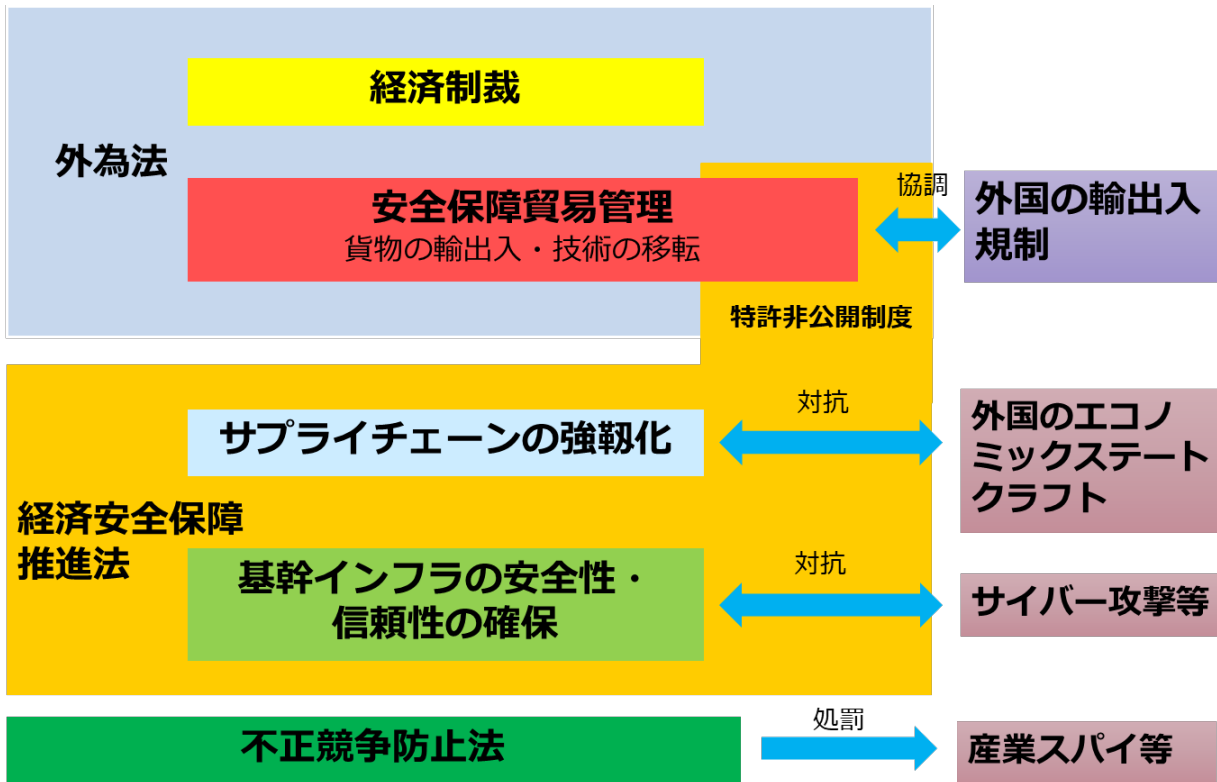 経済制裁
外為法
安全保障貿易管理
貨物の輸出入・技術の移転
協調
外国の輸出入
規制
特許非公開制度
サプライチェーンの強靱化
対抗
外国のエコノ
ミックステート
クラフト
経済安全保障
推進法
基幹インフラの安全性・
信頼性の確保
対抗
サイバー攻撃等
不正競争防止法
処罰
産業スパイ等